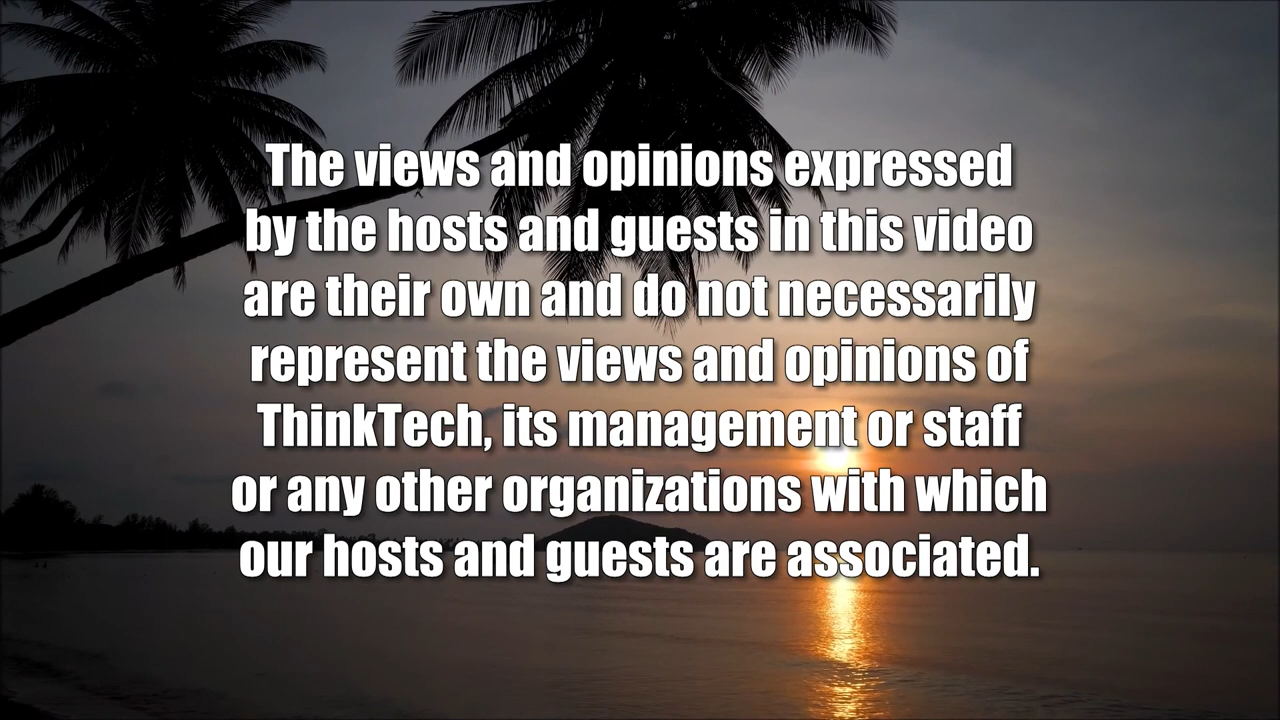 The views and opinions expressed
by the hosts and guests in this video
are their own and do not necessarily
represent the views and opinions of
ThinkTech, its management or staff
or any other organizations with which
our hosts and guests are associated.